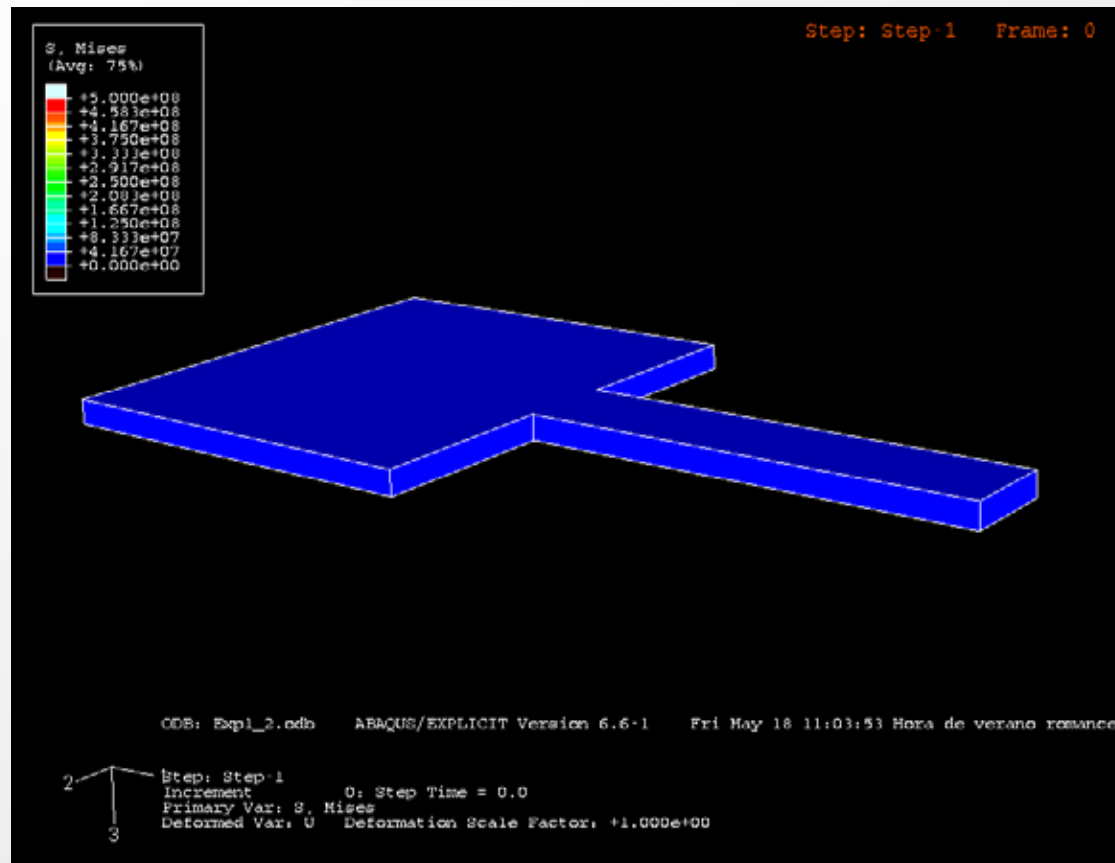 Step: Step-1 Frame: 0
S, Mises
(Avg: 75%)
+5.000e+08
+4.583e+08
+4.167e+08
+3.750e+08
+3.333e+08
+2.917e+08
+2.500e+08
+2.083e+08
+1.667e+08
+1.250e+08
+8.333e+07
+4.167e+07
+0.000e+00
ODB: Expl_2.odb ABAQUS/EXPLICIT Version 6.6-1 Fri May 18 11:03:53 Hora de verano romance
2
3
Step: Step-1
Increment 0: Step Time = 0.0
Primary Var: S, Mises
Deformed Var: U Deformation Scale Factor: +1.000e+00